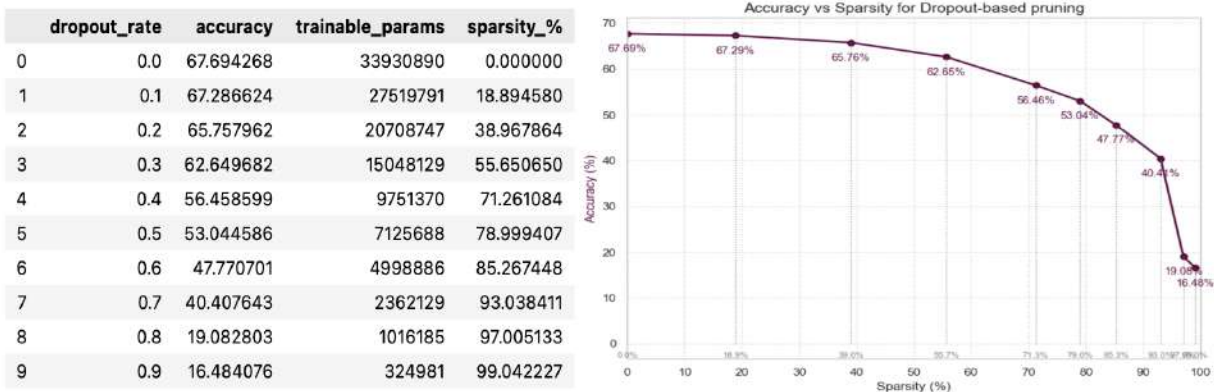 dropout_rate accuracy trainable_params sparsity_%
0 0.0 67.694268 33930890 0.000000
1 0.1 67.286624 27519791 18.894580
2 0.2 65.757962 20708747 38.967864
3 0.3 62.649682 15048129 55.650650
4 0.4 56.458599 9751370 71.261084
5 0.5 53.044586 7125688 78.999407
6 0.6 47.770701 4998886 85.267448
7 0.7 40.407643 2362129 93.038411
8 0.8 19.082803 1016185 97.005133
9 0.9 16.484076 324981 99.042227
Accuracy vs Sparsity for Dropout-based pruning
Accuracy (%)
70
60
50
40
30
20
10
0
67.69%
67.29%
65.76%
62.65%
56.46%
53.04%
47.77%
40.41%
19.08%
16.48%
0.0% 18.9% 39.0% 55.7% 71.3% 79.0% 85.3% 93.0%
0 10 20 30 40 50 60 70 80 90 100
Sparsity (%)